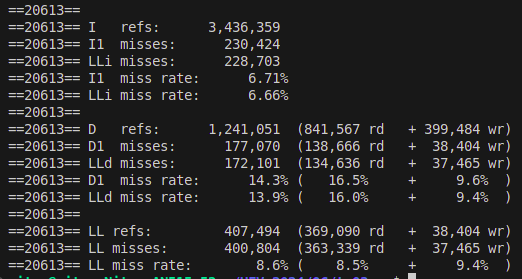 ==20613==
==20613== I   refs:      3,436,359
==20613== I1  misses:      230,424
==20613== LLi misses:      228,703
==20613== I1  miss rate:      6.71%
==20613== LLi miss rate:      6.66%
==20613==
==20613== D   refs:      1,241,051  (841,567 rd   + 399,484 wr)
==20613== D1  misses:      177,070  (138,666 rd   +  38,404 wr)
==20613== LLd misses:      172,101  (134,636 rd   +  37,465 wr)
==20613== D1  miss rate:      14.3% (   16.5%     +    9.6%  )
==20613== LLd miss rate:      13.9% (   16.0%     +    9.4%  )
==20613==
==20613== LL refs:         407,494  (369,090 rd   +  38,404 wr)
==20613== LL misses:       400,804  (363,339 rd   +  37,465 wr)
==20613== LL miss rate:        8.6% (    8.5%     +    9.4%  )